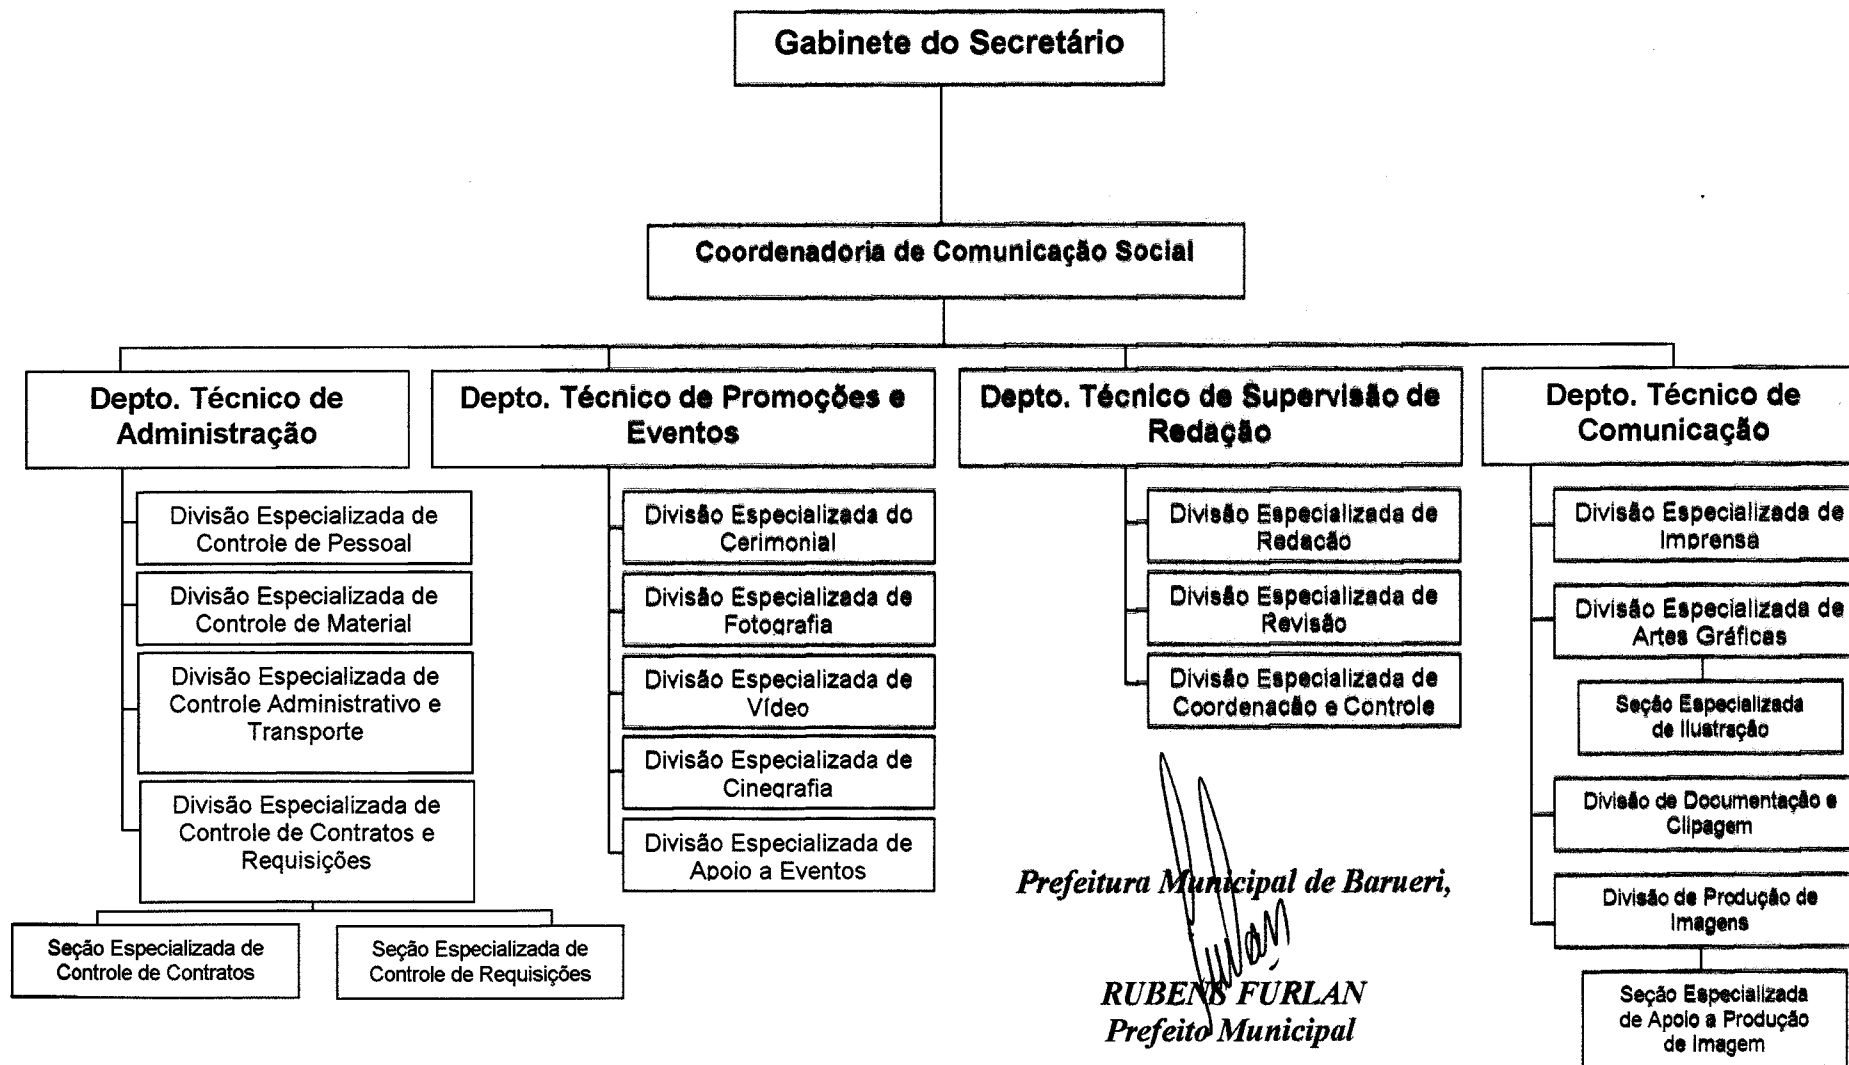 Gabinete do Secretário
Coordenadoria de Comunicação Social
Depto. Técnico de
Administração
Divisão Especializada de
Controle de Pessoal
Divisão Especializada de
Controle de Material
Divisão Especializada de
Controle Administrativo e
Transporte
Divisão Especializada de
Controle de Contratos e
Requisições
Seção Especializada de
Controle de Contratos
Seção Especializada de
Controle de Requisições
Depto. Técnico de Promoções e
Eventos
Divisão Especializada do
Cerimonial
Divisão Especializada de
Fotografia
Divisão Especializada de
Vídeo
Divisão Especializada de
Cinegrafia
Divisão Especializada de
Apoio a Eventos
Depto. Técnico de Supervisão de
Redação
Divisão Especializada de
Redação
Divisão Especializada de
Revisão
Divisão Especializada de
Coordenação e Controle
Depto. Técnico de
Comunicação
Divisão Especializada de
Imprensa
Divisão Especializada de
Artes Gráficas
Seção Especializada
de Ilustração
Divisão de Documentação e
Clipagem
Divisão de Produção de
Imagens
Seção Especializada
de Apoio a Produção
de Imagem
Prefeitura Municipal de Barueri,
Furlan
RUBENS FURLAN
Prefeito Municipal